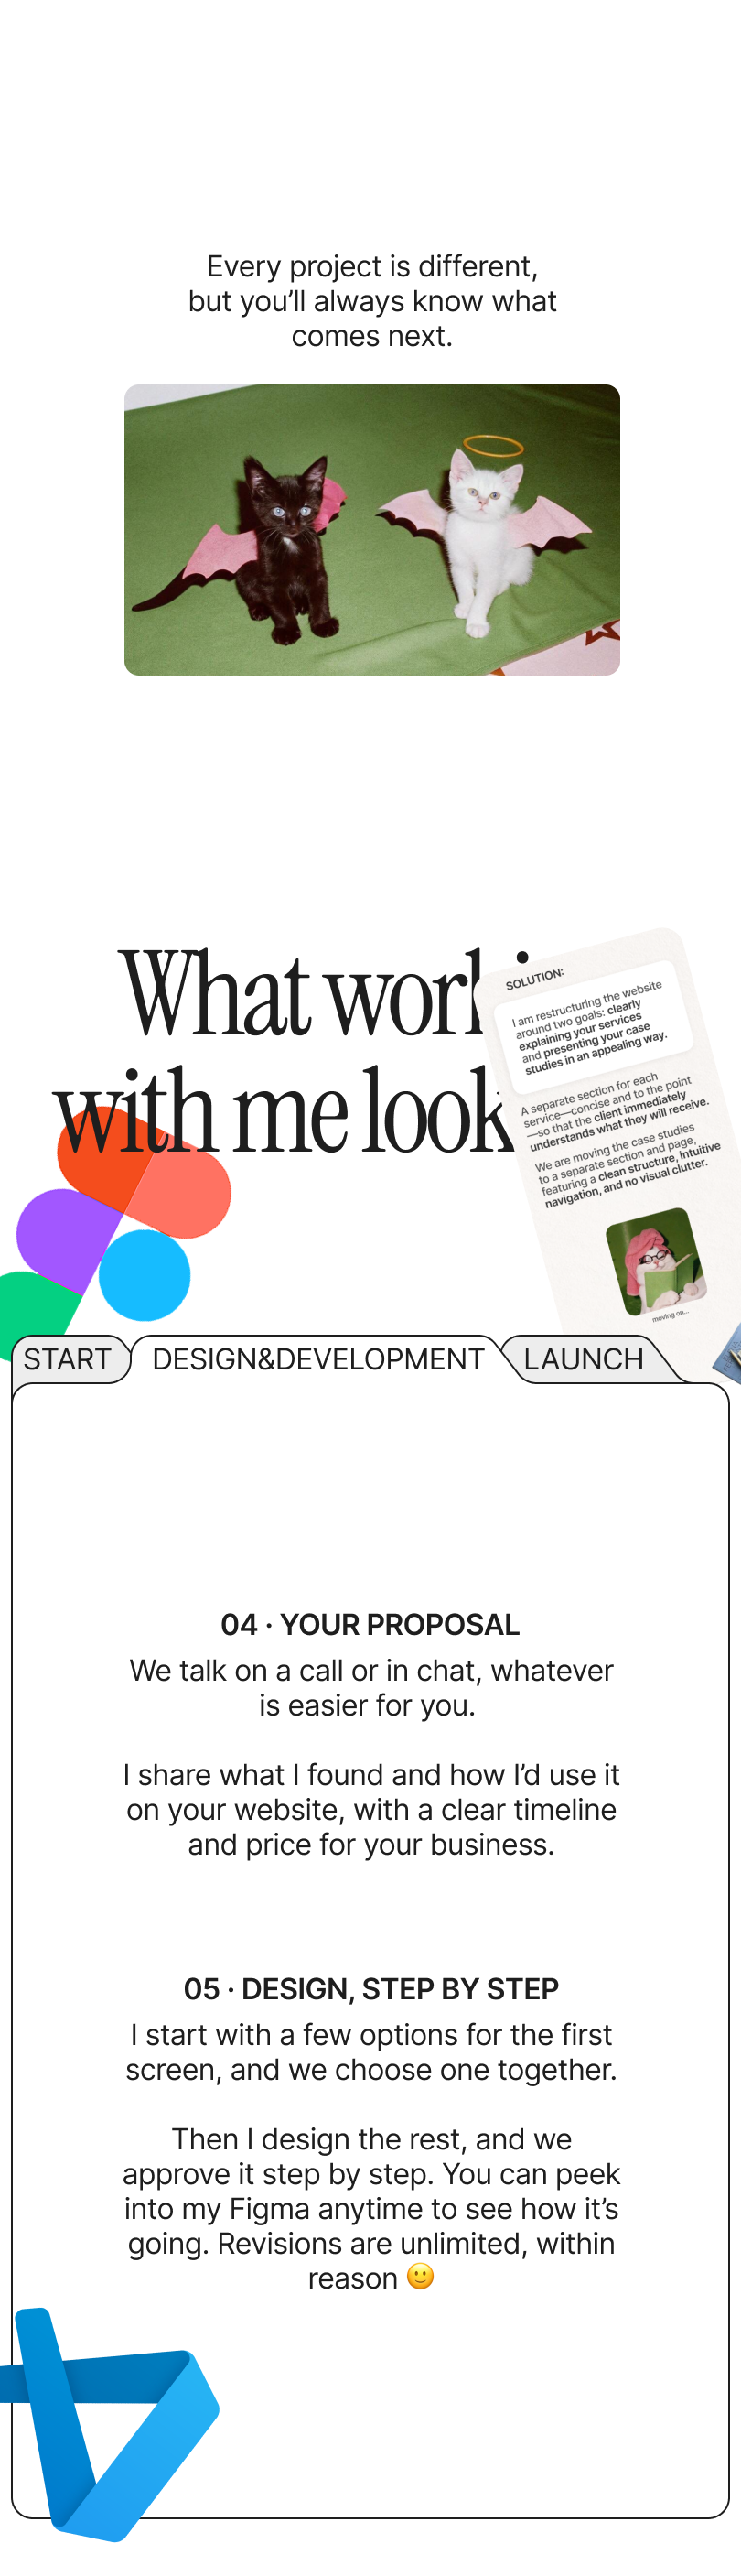 Every project is different,
but you’ll always know what
comes next.
What worki
with me look
SOLUTION:
I am restructuring the website
around two goals: clearly
explaining your services
and presenting your case
studies in an appealing way.
A separate section for each
service—concise and to the point
—so that the client immediately
understands what they will receive.
We are moving the case studies
to a separate section and page,
featuring a clean structure, intuitive
navigation, and no visual clutter.
moving on...
START
DESIGN&DEVELOPMENT
LAUNCH
04 · YOUR PROPOSAL
We talk on a call or in chat, whatever
is easier for you.
I share what I found and how I’d use it
on your website, with a clear timeline
and price for your business.
05 · DESIGN, STEP BY STEP
I start with a few options for the first
screen, and we choose one together.
Then I design the rest, and we
approve it step by step. You can peek
into my Figma anytime to see how it’s
going. Revisions are unlimited, within
reason 🙂